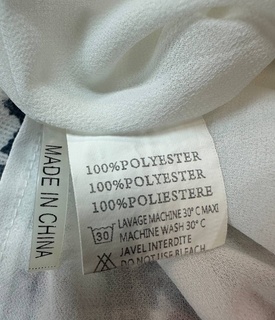 MADE IN CHINA
100%POLYESTER
100%POLYESTER
100%POLIESTERE
30
LAVAGE MACHINE 30° C MAXI
MACHINE WASH 30° C
JAVEL INTERDITE
DO NOT USE BLEACH